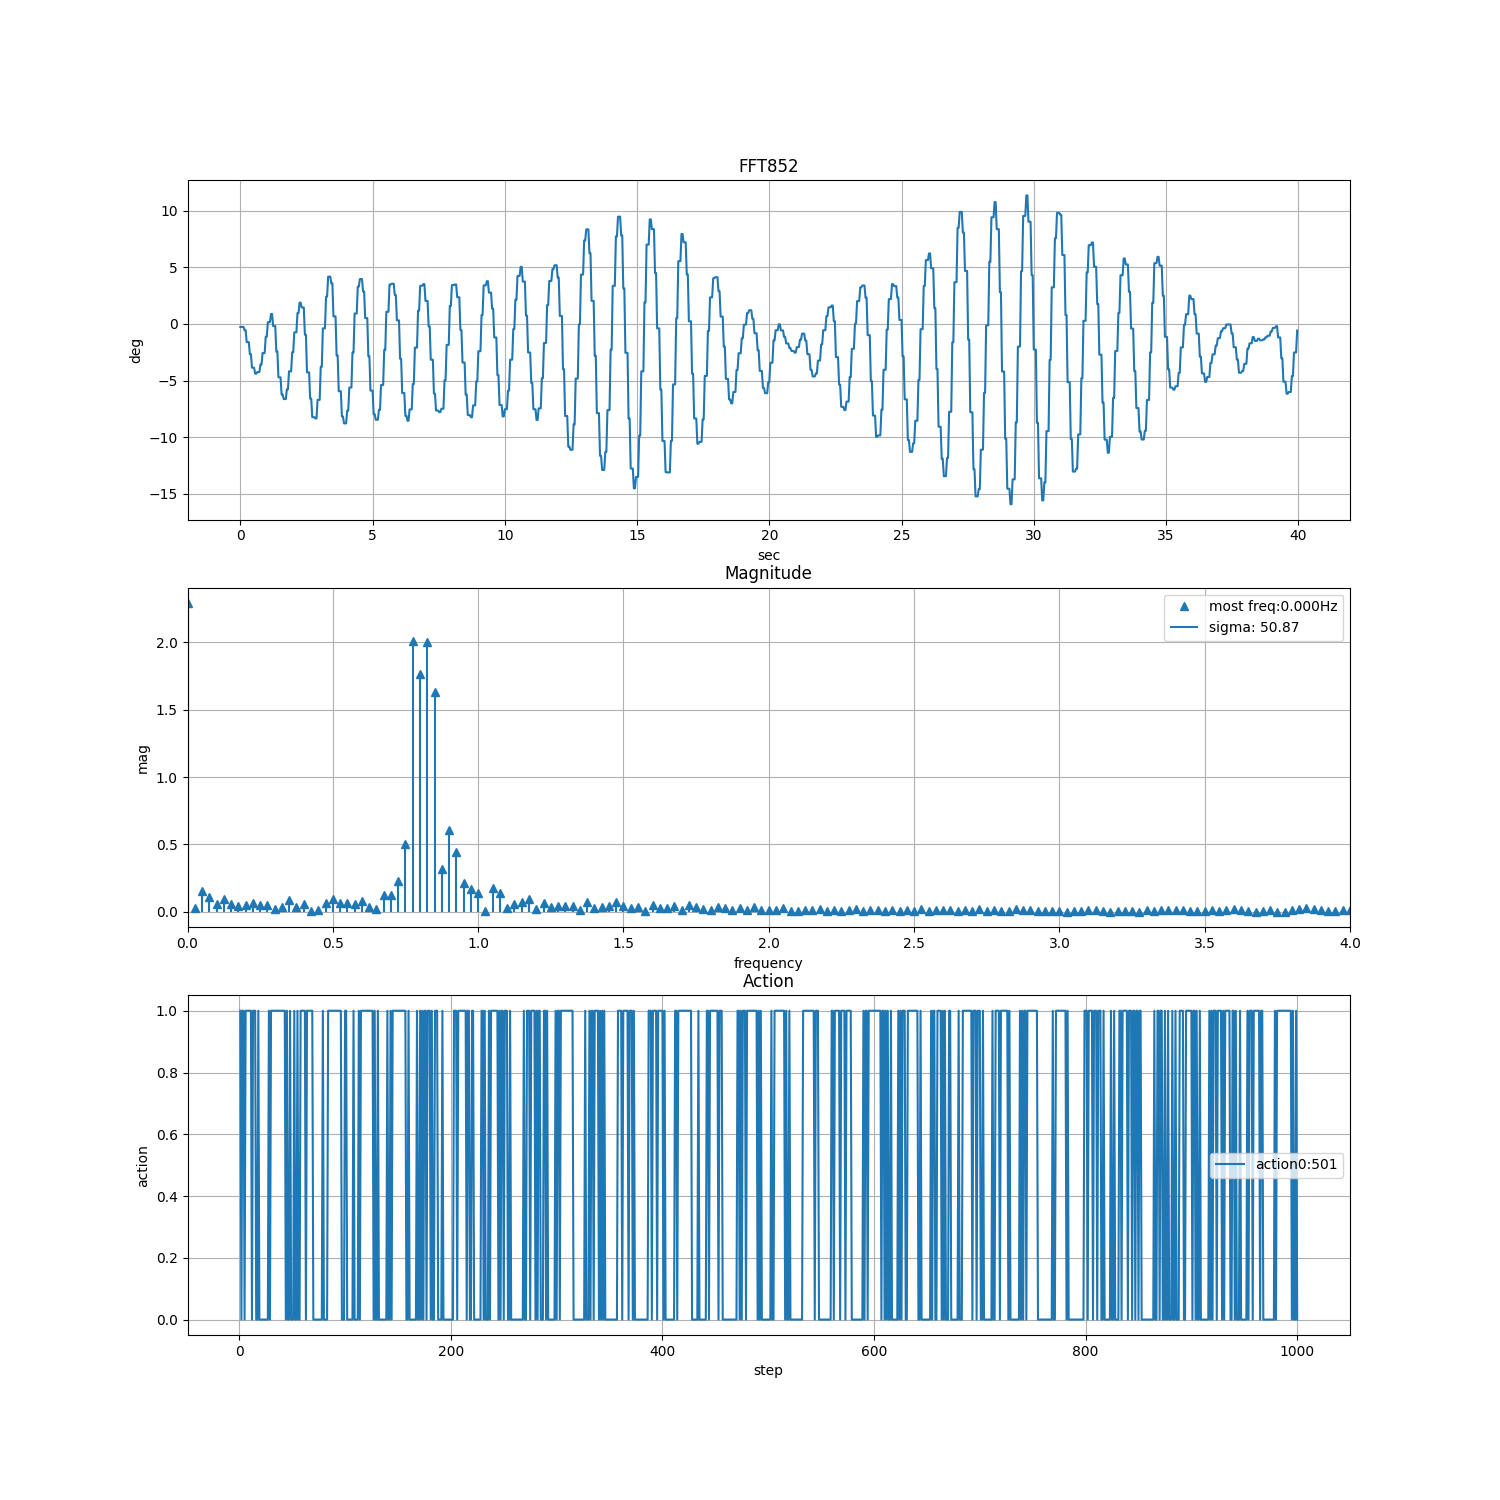 FFT852
10
5
0
−5
−10
−15
deg
0 5 10 15 20 25 30 35 40
sec
Magnitude
most freq:0.000Hz
sigma: 50.87
2.0
1.5
1.0
0.5
0.0
mag
0.0 0.5 1.0 1.5 2.0 2.5 3.0 3.5 4.0
frequency
Action
1.0
0.8
0.6
0.4
0.2
0.0
action
action0:501
0 200 400 600 800 1000
step